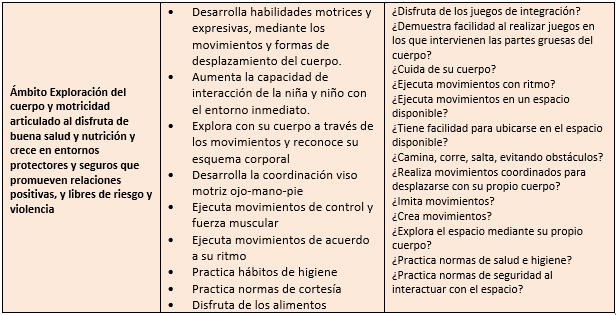 Ámbito Exploración del
cuerpo y motricidad
articulado al disfruta de
buena salud y nutrición y
crece en entornos
protectores y seguros que
promueven relaciones
positivas, y libres de riesgo y
violencia
• Desarrolla habilidades motrices y
expresivas, mediante los
movimientos y formas de
desplazamiento del cuerpo.
• Aumenta la capacidad de
interacción de la niña y niño
con el entorno inmediato.
• Explora con su cuerpo a través de
los movimientos y reconoce su
esquema corporal
• Desarrolla la coordinación viso
motriz ojo-mano-pie
• Ejecuta movimientos de control y
fuerza muscular
• Ejecuta movimientos de acuerdo
a su ritmo
• Practica hábitos de higiene
• Practica normas de cortesía
• Disfruta de los alimentos
¿Disfruta de los juegos de integración?
¿Demuestra facilidad al realizar juegos en
los que intervienen las partes gruesas del
cuerpo?
¿Cuida de su cuerpo?
¿Ejecuta movimientos con ritmo?
¿Ejecuta movimientos en un espacio
disponible?
¿Tiene facilidad para ubicarse en el espacio
disponible?
¿Camina, corre, salta, evitando obstáculos?
¿Realiza movimientos coordinados para
desplazarse con su propio cuerpo?
¿Imita movimientos?
¿Crea movimientos?
¿Explora el espacio mediante su propio
cuerpo?
¿Practica normas de salud e higiene?
¿Practica normas de seguridad al
interactuar con el espacio?